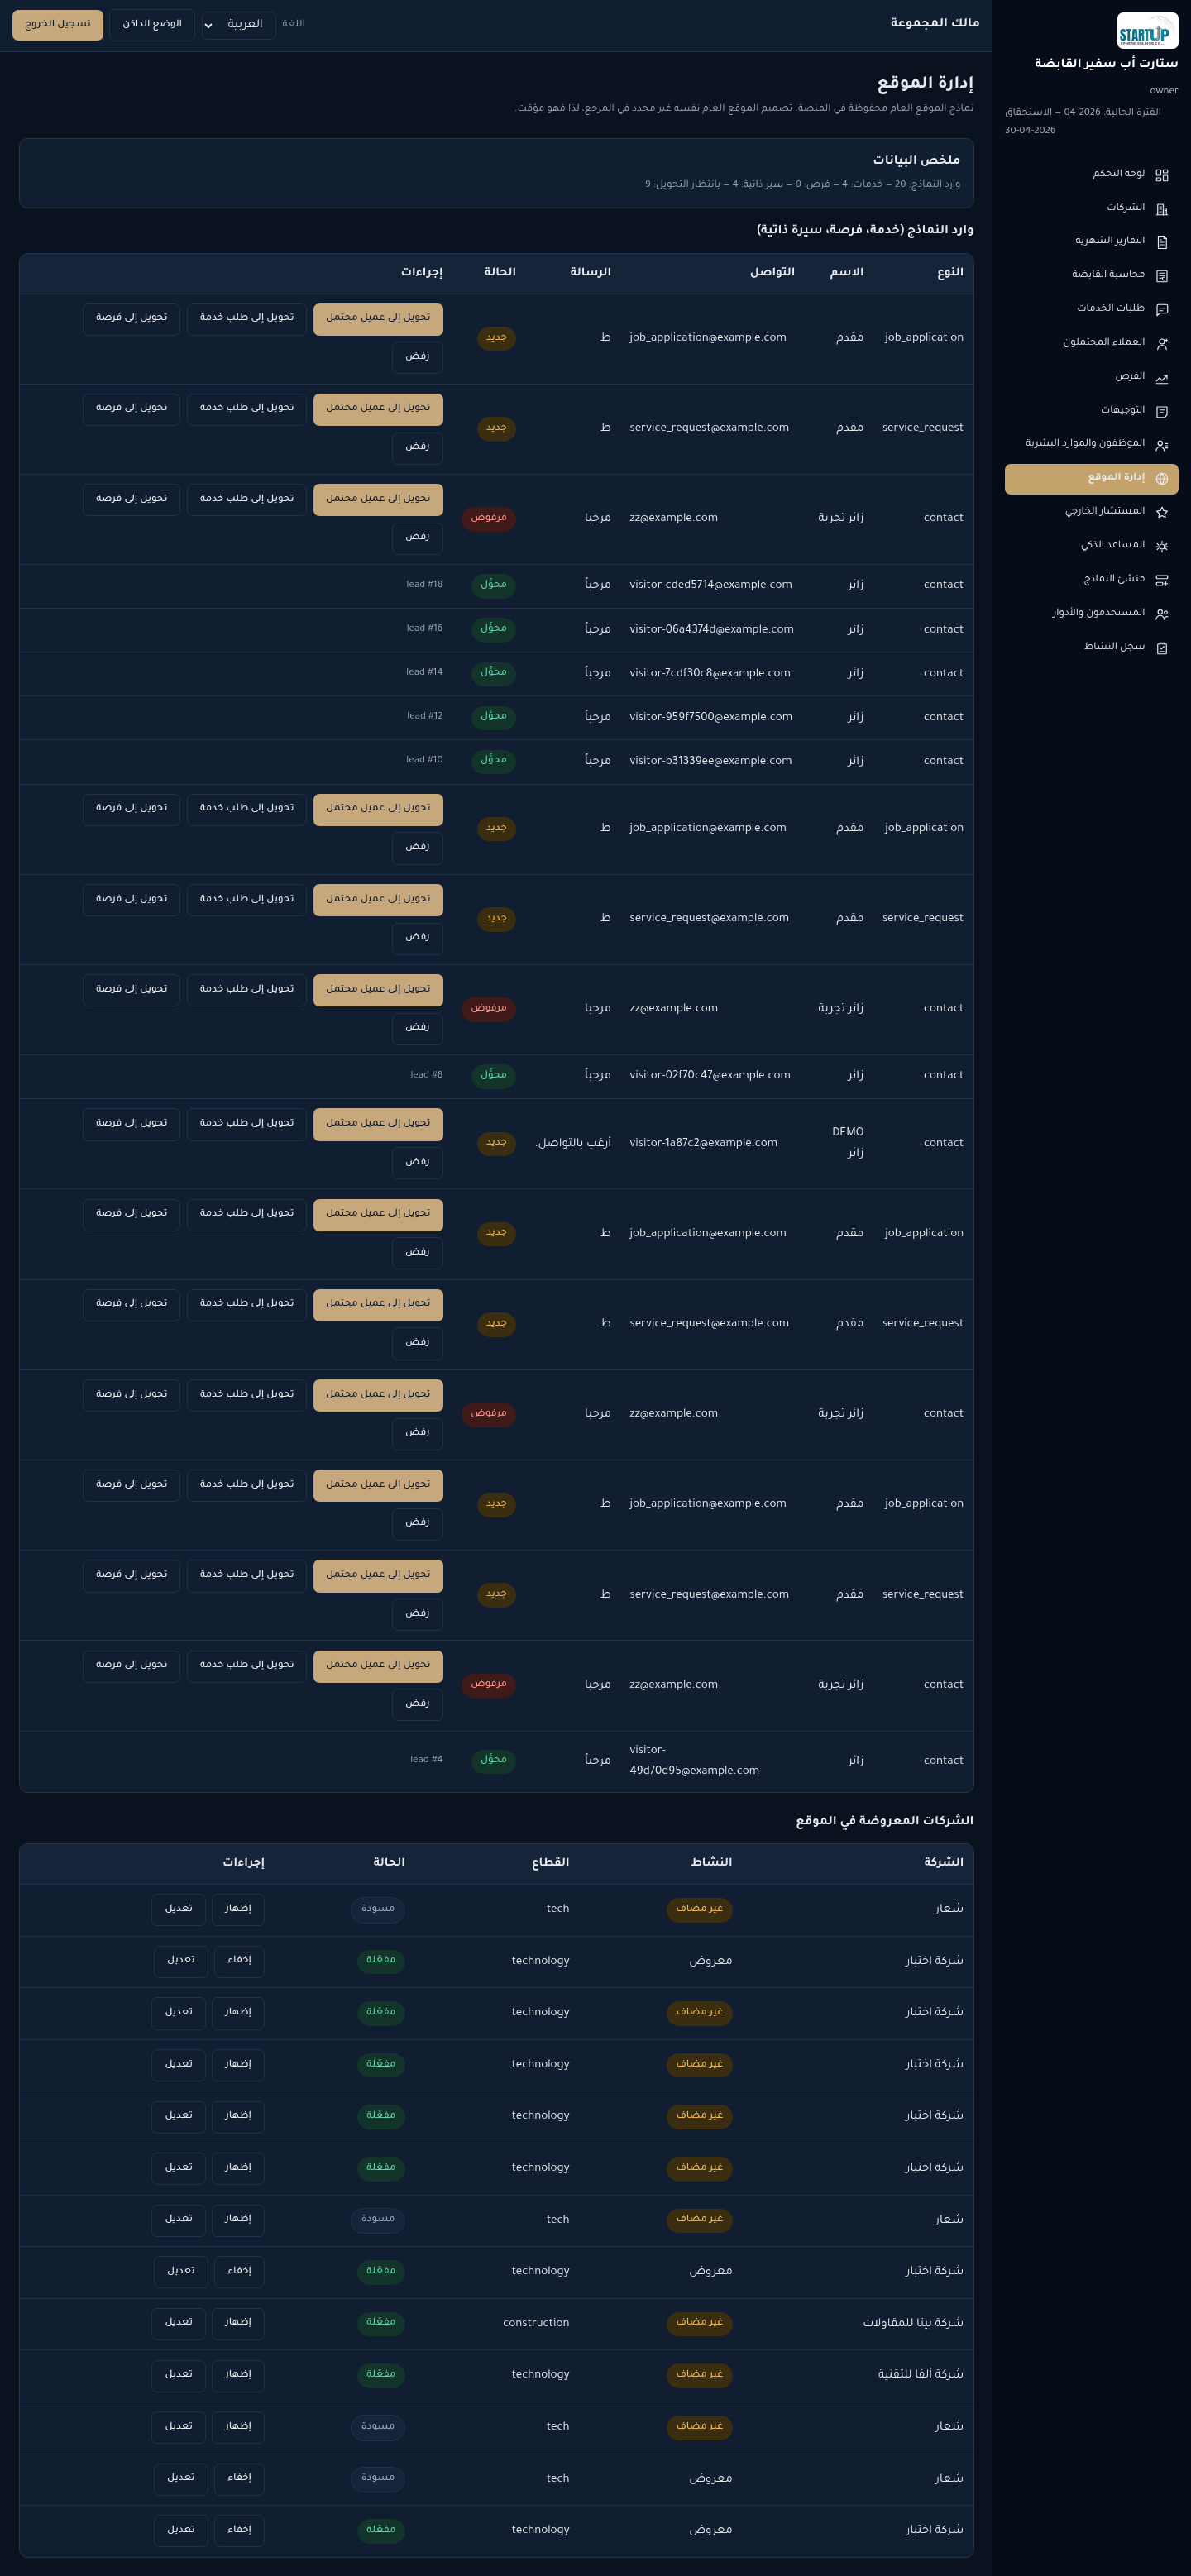 STARTUP
SPHERE HOLDING CO.
ستارت أب سفير القابضة
owner
الفترة الحالية: 2026-04 — الاستحقاق
2026-04-30
لوحة التحكم
الشركات
التقارير الشهرية
محاسبة القابضة
طلبات الخدمات
العملاء المحتملون
الفرص
التوجيهات
الموظفون والموارد البشرية
إدارة الموقع
المستشار الخارجي
المساعد الذكي
منشئ النماذج
المستخدمون والأدوار
سجل النشاط
مالك المجموعة
اللغة العربية الوضع الداكن تسجيل الخروج
إدارة الموقع
نماذج الموقع العام محفوظة في المنصة. تصميم الموقع العام نفسه غير محدد في المرجع، لذا فهو مؤقت.
ملخص البيانات
وارد النماذج: 20 — خدمات: 4 — فرص: 0 — سير ذاتية: 4 — بانتظار التحويل: 9
وارد النماذج (خدمة، فرصة، سيرة ذاتية)
النوع الاسم التواصل الرسالة الحالة إجراءات
job_application مقدم job_application@example.com ط جديد تحويل إلى عميل محتمل تحويل إلى طلب خدمة تحويل إلى فرصة
رفض
service_request مقدم service_request@example.com ط جديد تحويل إلى عميل محتمل تحويل إلى طلب خدمة تحويل إلى فرصة
رفض
contact زائر تجربة zz@example.com مرحبا مرفوض تحويل إلى عميل محتمل تحويل إلى طلب خدمة تحويل إلى فرصة
رفض
contact زائر visitor-cded5714@example.com مرحباً محوَّل lead #18
contact زائر visitor-06a4374d@example.com مرحباً محوَّل lead #16
contact زائر visitor-7cdf30c8@example.com مرحباً محوَّل lead #14
contact زائر visitor-959f7500@example.com مرحباً محوَّل lead #12
contact زائر visitor-b31339ee@example.com مرحباً محوَّل lead #10
job_application مقدم job_application@example.com ط جديد تحويل إلى عميل محتمل تحويل إلى طلب خدمة تحويل إلى فرصة
رفض
service_request مقدم service_request@example.com ط جديد تحويل إلى عميل محتمل تحويل إلى طلب خدمة تحويل إلى فرصة
رفض
contact زائر تجربة zz@example.com مرحبا مرفوض تحويل إلى عميل محتمل تحويل إلى طلب خدمة تحويل إلى فرصة
رفض
contact زائر visitor-02f70c47@example.com مرحباً محوَّل lead #8
contact DEMO زائر visitor-1a87c2@example.com أرغب بالتواصل. جديد تحويل إلى عميل محتمل تحويل إلى طلب خدمة تحويل إلى فرصة
رفض
job_application مقدم job_application@example.com ط جديد تحويل إلى عميل محتمل تحويل إلى طلب خدمة تحويل إلى فرصة
رفض
service_request مقدم service_request@example.com ط جديد تحويل إلى عميل محتمل تحويل إلى طلب خدمة تحويل إلى فرصة
رفض
contact زائر تجربة zz@example.com مرحبا مرفوض تحويل إلى عميل محتمل تحويل إلى طلب خدمة تحويل إلى فرصة
رفض
job_application مقدم job_application@example.com ط جديد تحويل إلى عميل محتمل تحويل إلى طلب خدمة تحويل إلى فرصة
رفض
service_request مقدم service_request@example.com ط جديد تحويل إلى عميل محتمل تحويل إلى طلب خدمة تحويل إلى فرصة
رفض
contact زائر تجربة zz@example.com مرحبا مرفوض تحويل إلى عميل محتمل تحويل إلى طلب خدمة تحويل إلى فرصة
رفض
contact زائر visitor-49d70d95@example.com مرحباً محوَّل lead #4
الشركات المعروضة في الموقع
الشركة النشاط القطاع الحالة إجراءات
شعار غير مضاف tech مسودة إظهار تعديل
شركة اختبار معروض technology مفعّلة إخفاء تعديل
شركة اختبار غير مضاف technology مفعّلة إظهار تعديل
شركة اختبار غير مضاف technology مفعّلة إظهار تعديل
شركة اختبار غير مضاف technology مفعّلة إظهار تعديل
شركة اختبار غير مضاف technology مفعّلة إظهار تعديل
شعار غير مضاف tech مسودة إظهار تعديل
شركة اختبار معروض technology مفعّلة إخفاء تعديل
شركة بيتا للمقاولات غير مضاف construction مفعّلة إظهار تعديل
شركة ألفا للتقنية غير مضاف technology مفعّلة إظهار تعديل
شعار غير مضاف tech مسودة إظهار تعديل
شعار معروض tech مسودة إخفاء تعديل
شركة اختبار معروض technology مفعّلة إخفاء تعديل